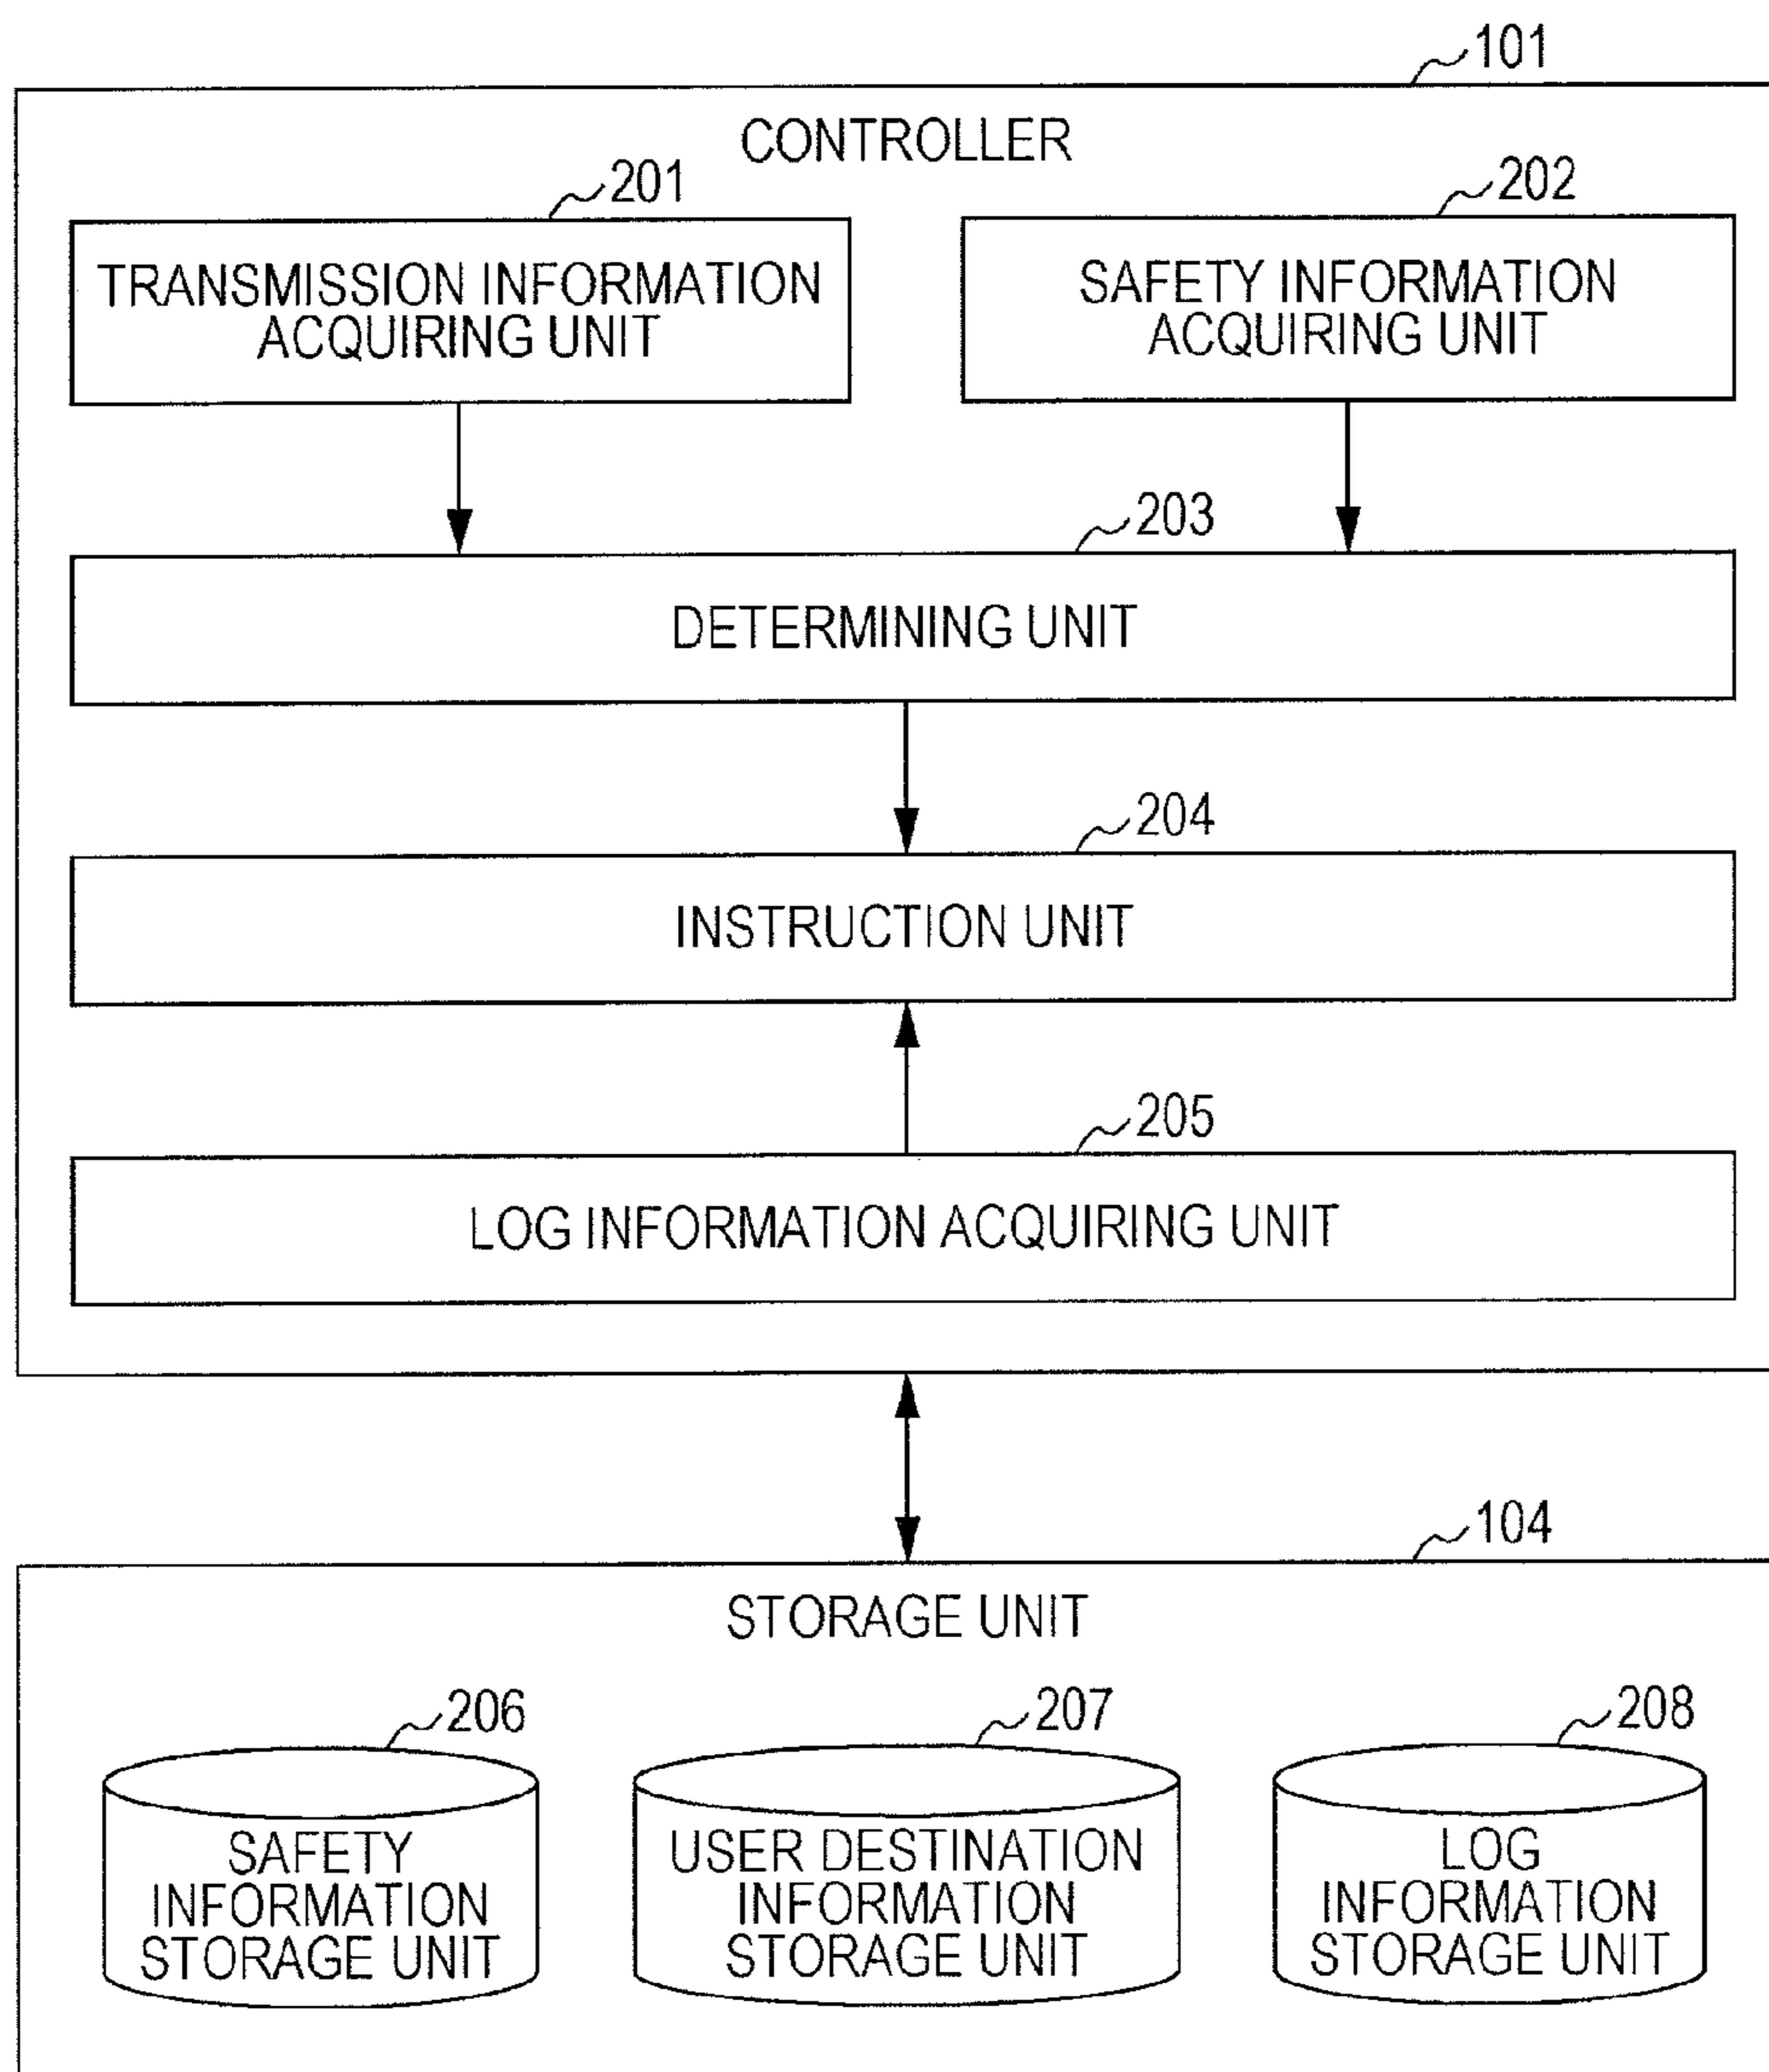 101
CONTROLLER
201
202
TRANSMISSION INFORMATION
ACQUIRING UNIT
SAFETY INFORMATION
ACQUIRING UNIT
203
DETERMINING UNIT
204
INSTRUCTION UNIT
205
LOG INFORMATION ACQUIRING UNIT
104
STORAGE UNIT
206
207
208
SAFETY
INFORMATION
STORAGE UNIT
USER DESTINATION
INFORMATION
STORAGE UNIT
LOG
INFORMATION
STORAGE UNIT